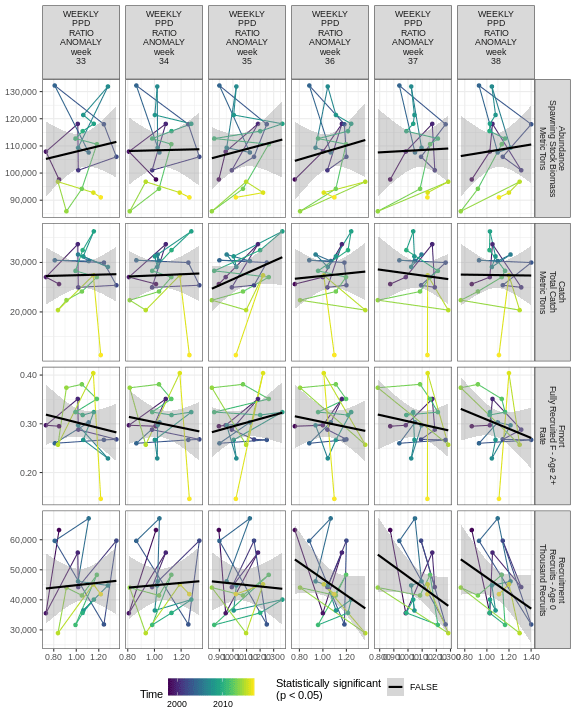 WEEKLY WEEKLY WEEKLY WEEKLY WEEKLY WEEKLY
PPD PPD PPD PPD PPD PPD
RATIO RATIO RATIO RATIO RATIO RATIO
ANOMALY ANOMALY ANOMALY ANOMALY ANOMALY ANOMALY
week week week week week week
33 34 35 36 37 38
130,000
120,000
110,000
100,000
90,000
Abundance
Spawning Stock Biomass
Metric Tons
30,000
20,000
Catch
Total Catch
Metric Tons
0.40
0.30
0.20
Fmort
Fully Recruited F - Age 2+
Rate
60,000
50,000
40,000
30,000
Recruitment
Recruits - Age 0
Thousand Recruits
0.80 1.00 1.20 0.80 1.00 1.20 0.80 1.00 1.20 0.80 1.00 1.20 1.40
Time
2000 2010
Statistically significant
(p < 0.05)
FALSE